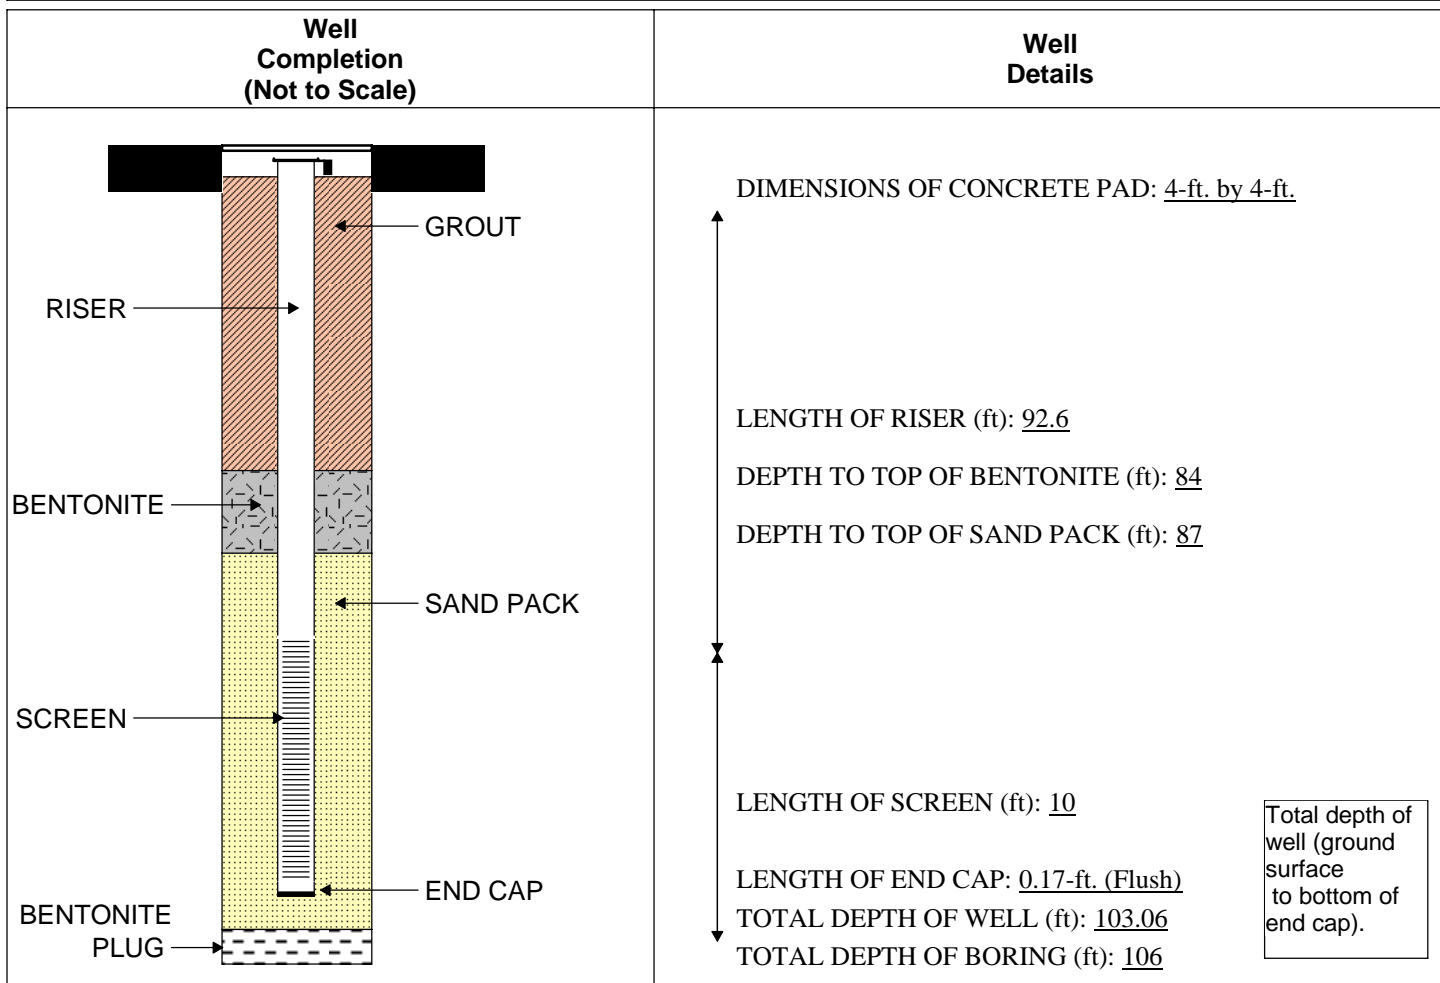 Well
Completion
(Not to Scale)
Well
Details
GROUT
RISER
BENTONITE
SAND PACK
SCREEN
END CAP
BENTONITE
PLUG
DIMENSIONS OF CONCRETE PAD: 4-ft. by 4-ft.
LENGTH OF RISER (ft): 92.6
DEPTH TO TOP OF BENTONITE (ft): 84
DEPTH TO TOP OF SAND PACK (ft): 87
LENGTH OF SCREEN (ft): 10
LENGTH OF END CAP: 0.17-ft. (Flush)
TOTAL DEPTH OF WELL (ft): 103.06
TOTAL DEPTH OF BORING (ft): 106
Total depth of
well (ground
surface
to bottom of
end cap).